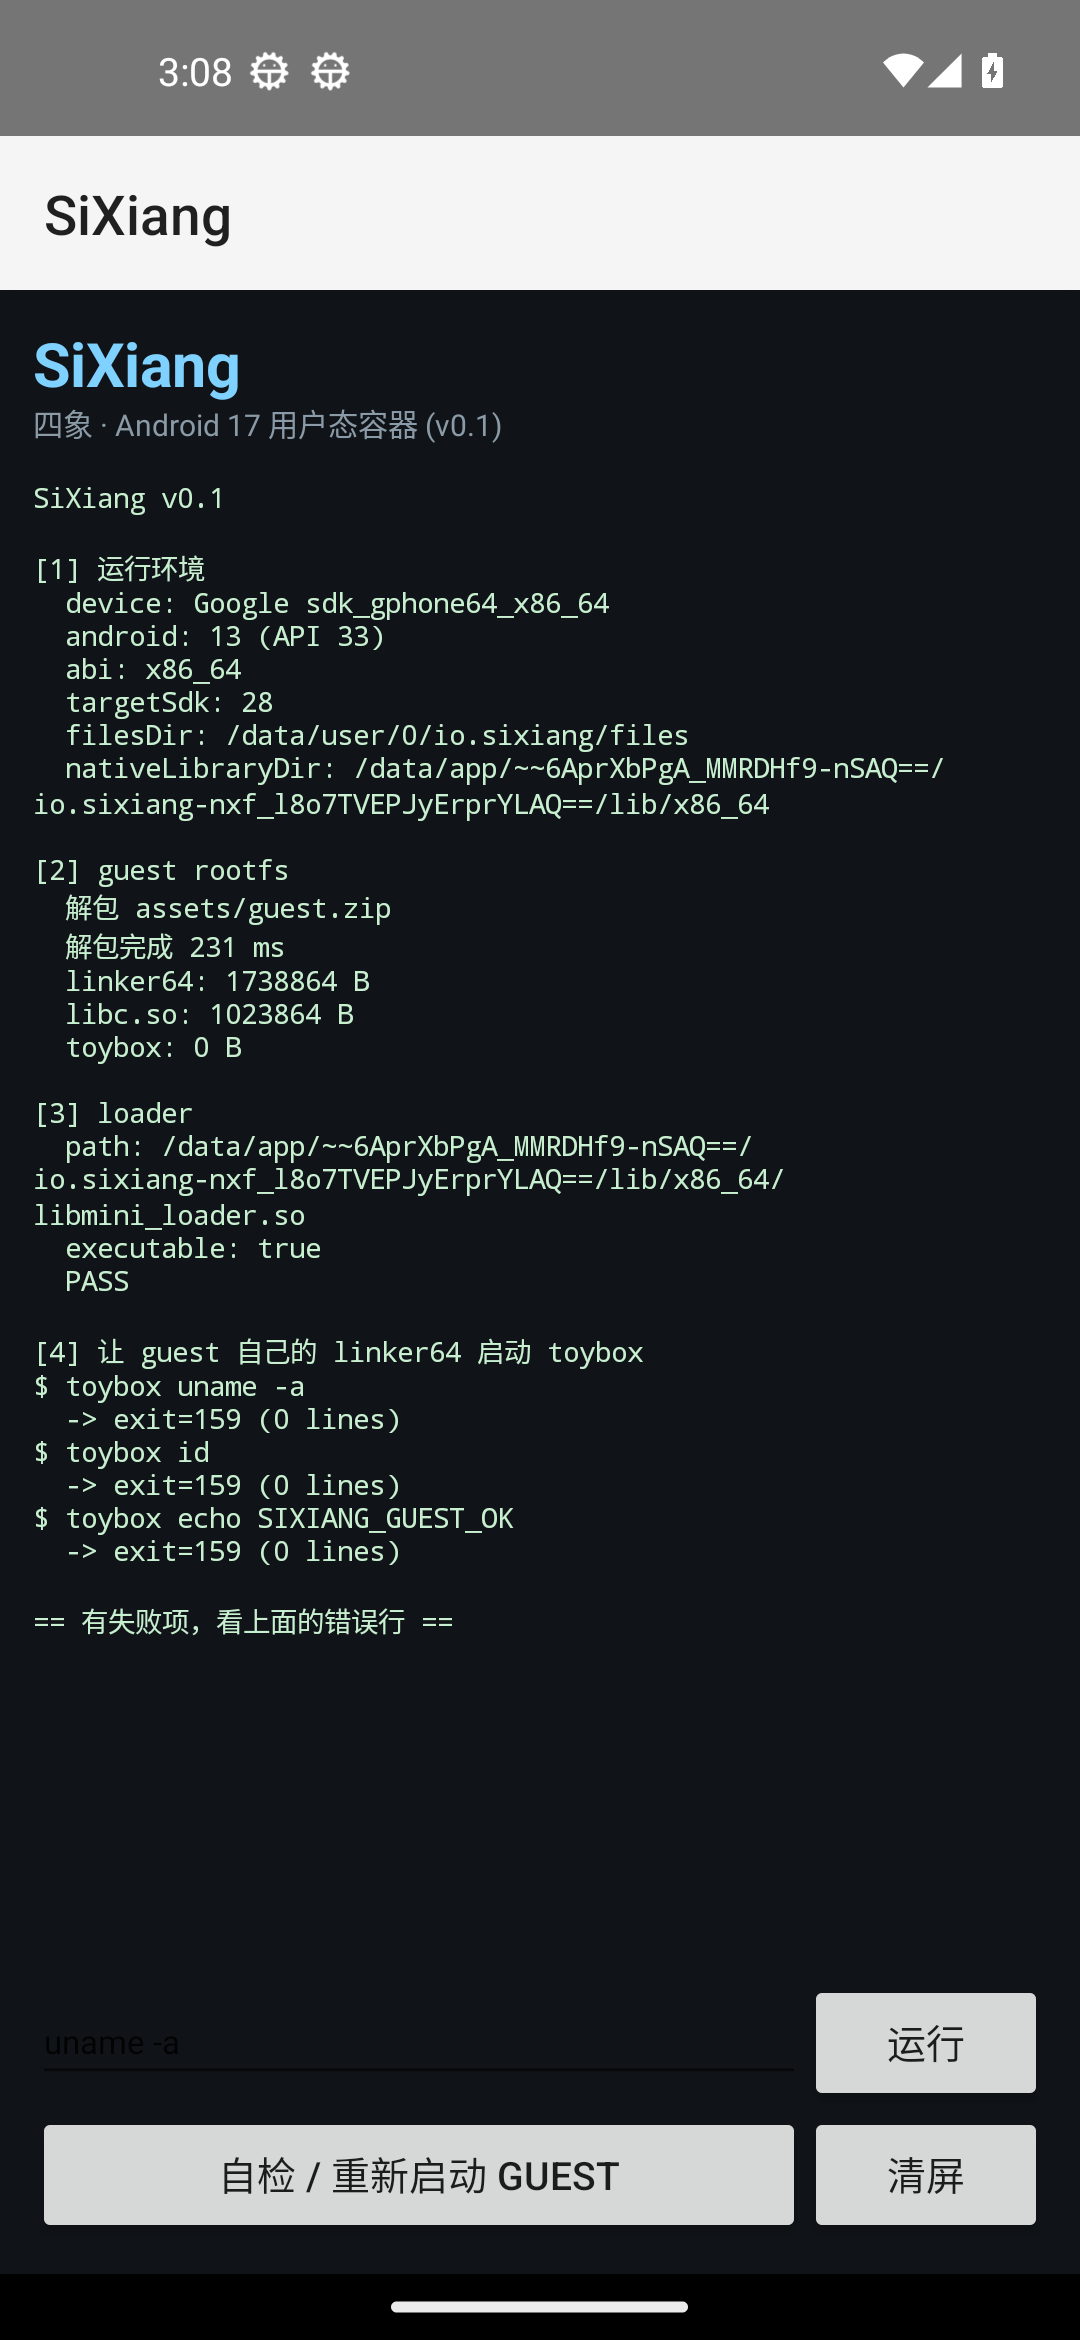 3:08
SiXiang
SiXiang
四象 · Android 17 用户态容器 (v0.1)
SiXiang v0.1
[1] 运行环境
device: Google sdk_gphone64_x86_64
android: 13 (API 33)
abi: x86_64
targetSdk: 28
filesDir: /data/user/0/io.sixiang/files
nativeLibraryDir: /data/app/~~6AprXbPgA_MMRDHf9-nSAQ==/
io.sixiang-nxf_l8o7TVEPJyErprYLAQ==/lib/x86_64
[2] guest rootfs
解包 assets/guest.zip
解包完成 231 ms
linker64: 1738864 B
libc.so: 1023864 B
toybox: 0 B
[3] loader
path: /data/app/~~6AprXbPgA_MMRDHf9-nSAQ==/
io.sixiang-nxf_l8o7TVEPJyErprYLAQ==/lib/x86_64/
libmini_loader.so
executable: true
PASS
[4] 让 guest 自己的 linker64 启动 toybox
$ toybox uname -a
-> exit=159 (0 lines)
$ toybox id
-> exit=159 (0 lines)
$ toybox echo SIXIANG_GUEST_OK
-> exit=159 (0 lines)
== 有失败项，看上面的错误行 ==
uname -a
运行
自检 / 重新启动 GUEST
清屏